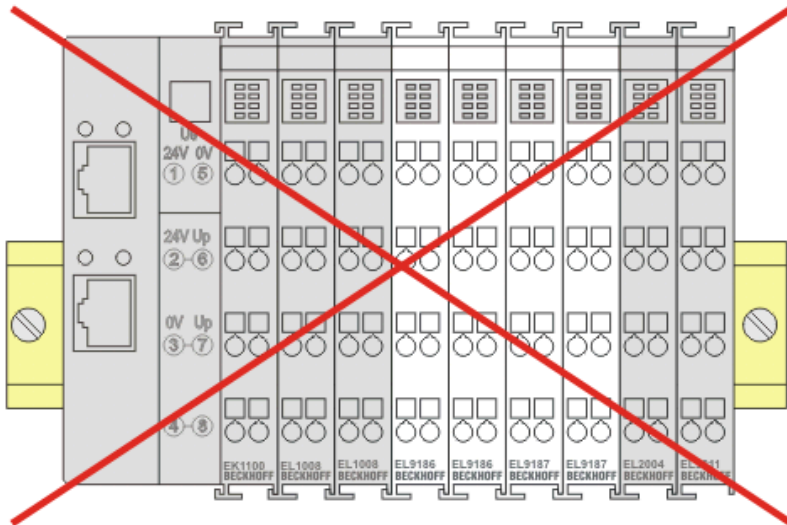 Us
24V 0V
1 5
24V Up
2 6
0V Up
3 7
4 8
EK1100 EL1008 EL1008 EL9186 EL9186 EL9187 EL9187 EL2004
BECKHOFF BECKHOFF BECKHOFF BECKHOFF BECKHOFF BECKHOFF BECKHOFF BECKHOFF BECKHOFF